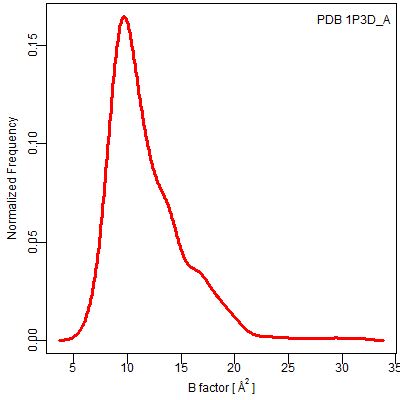 PDB 1P3D_A
Normalized Frequency
0.15
0.10
0.05
0.00
5 10 15 20 25 30 35
B factor [ Å² ]